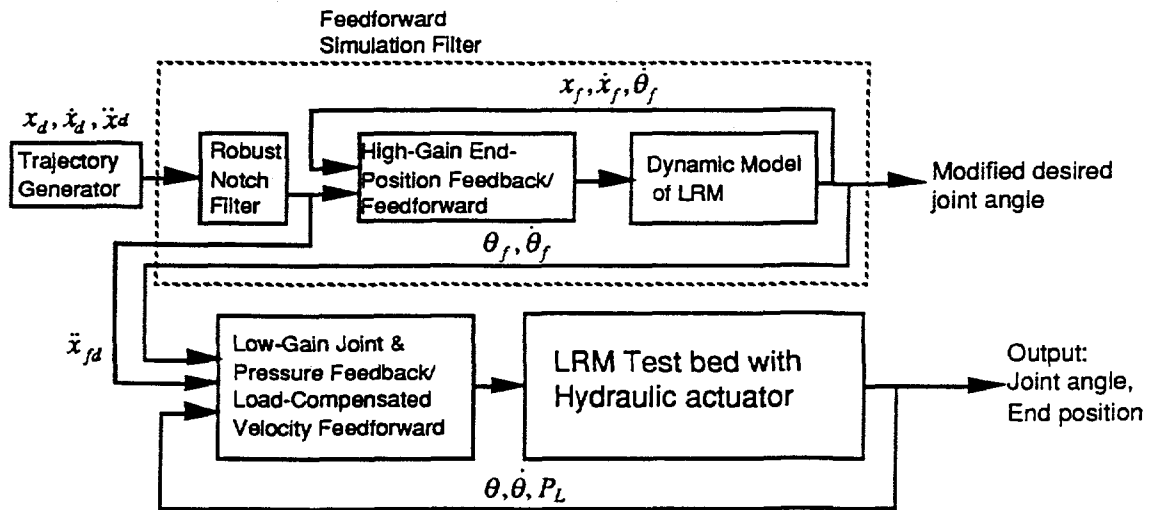 Feedforward
Simulation Filter
x_d, ẋ_d, ẍ^d
Trajectory
Generator
Robust
Notch
Filter
x_f, ẋ_f, θ̇_f
High-Gain End-
Position Feedback/
Feedforward
Dynamic Model
of LRM
Modified desired
joint angle
θ_f, θ̇_f
ẍ_fd
Low-Gain Joint &
Pressure Feedback/
Load-Compensated
Velocity Feedforward
LRM Test bed with
Hydraulic actuator
Output:
Joint angle,
End position
θ, θ̇, P_L